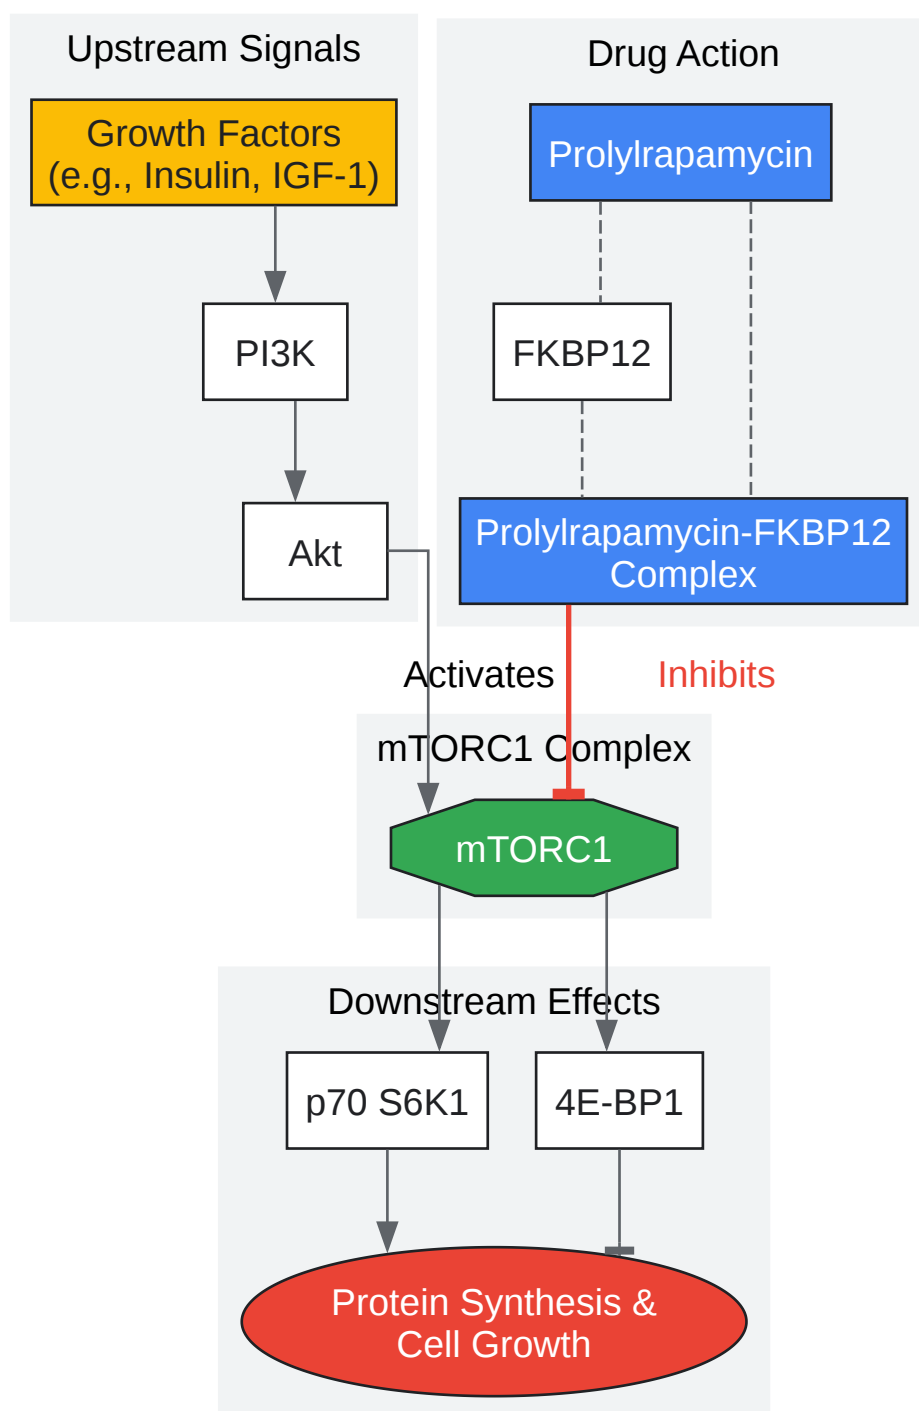 Upstream Signals
Growth Factors
(e.g., Insulin, IGF-1)
PI3K
Akt
Drug Action
Prolylrapamycin
FKBP12
Prolylrapamycin-FKBP12
Complex
Activates
Inhibits
mTORC1 Complex
mTORC1
Downstream Effects
p70 S6K1
4E-BP1
Protein Synthesis &
Cell Growth